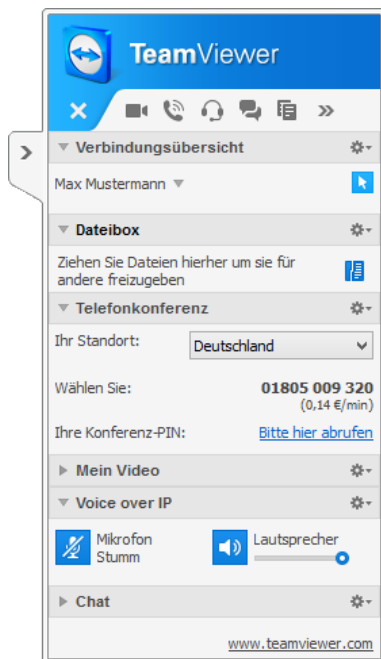 TeamViewer
Verbindungsübersicht
Max Mustermann
Dateibox
Ziehen Sie Dateien hierher um sie für
andere freizugeben
Telefonkonferenz
Ihr Standort: Deutschland
Wählen Sie: 01805 009 320
(0,14 €/min)
Ihre Konferenz-PIN: Bitte hier abrufen
Mein Video
Voice over IP
Mikrofon Lautsprecher
Stumm
Chat
www.teamviewer.com